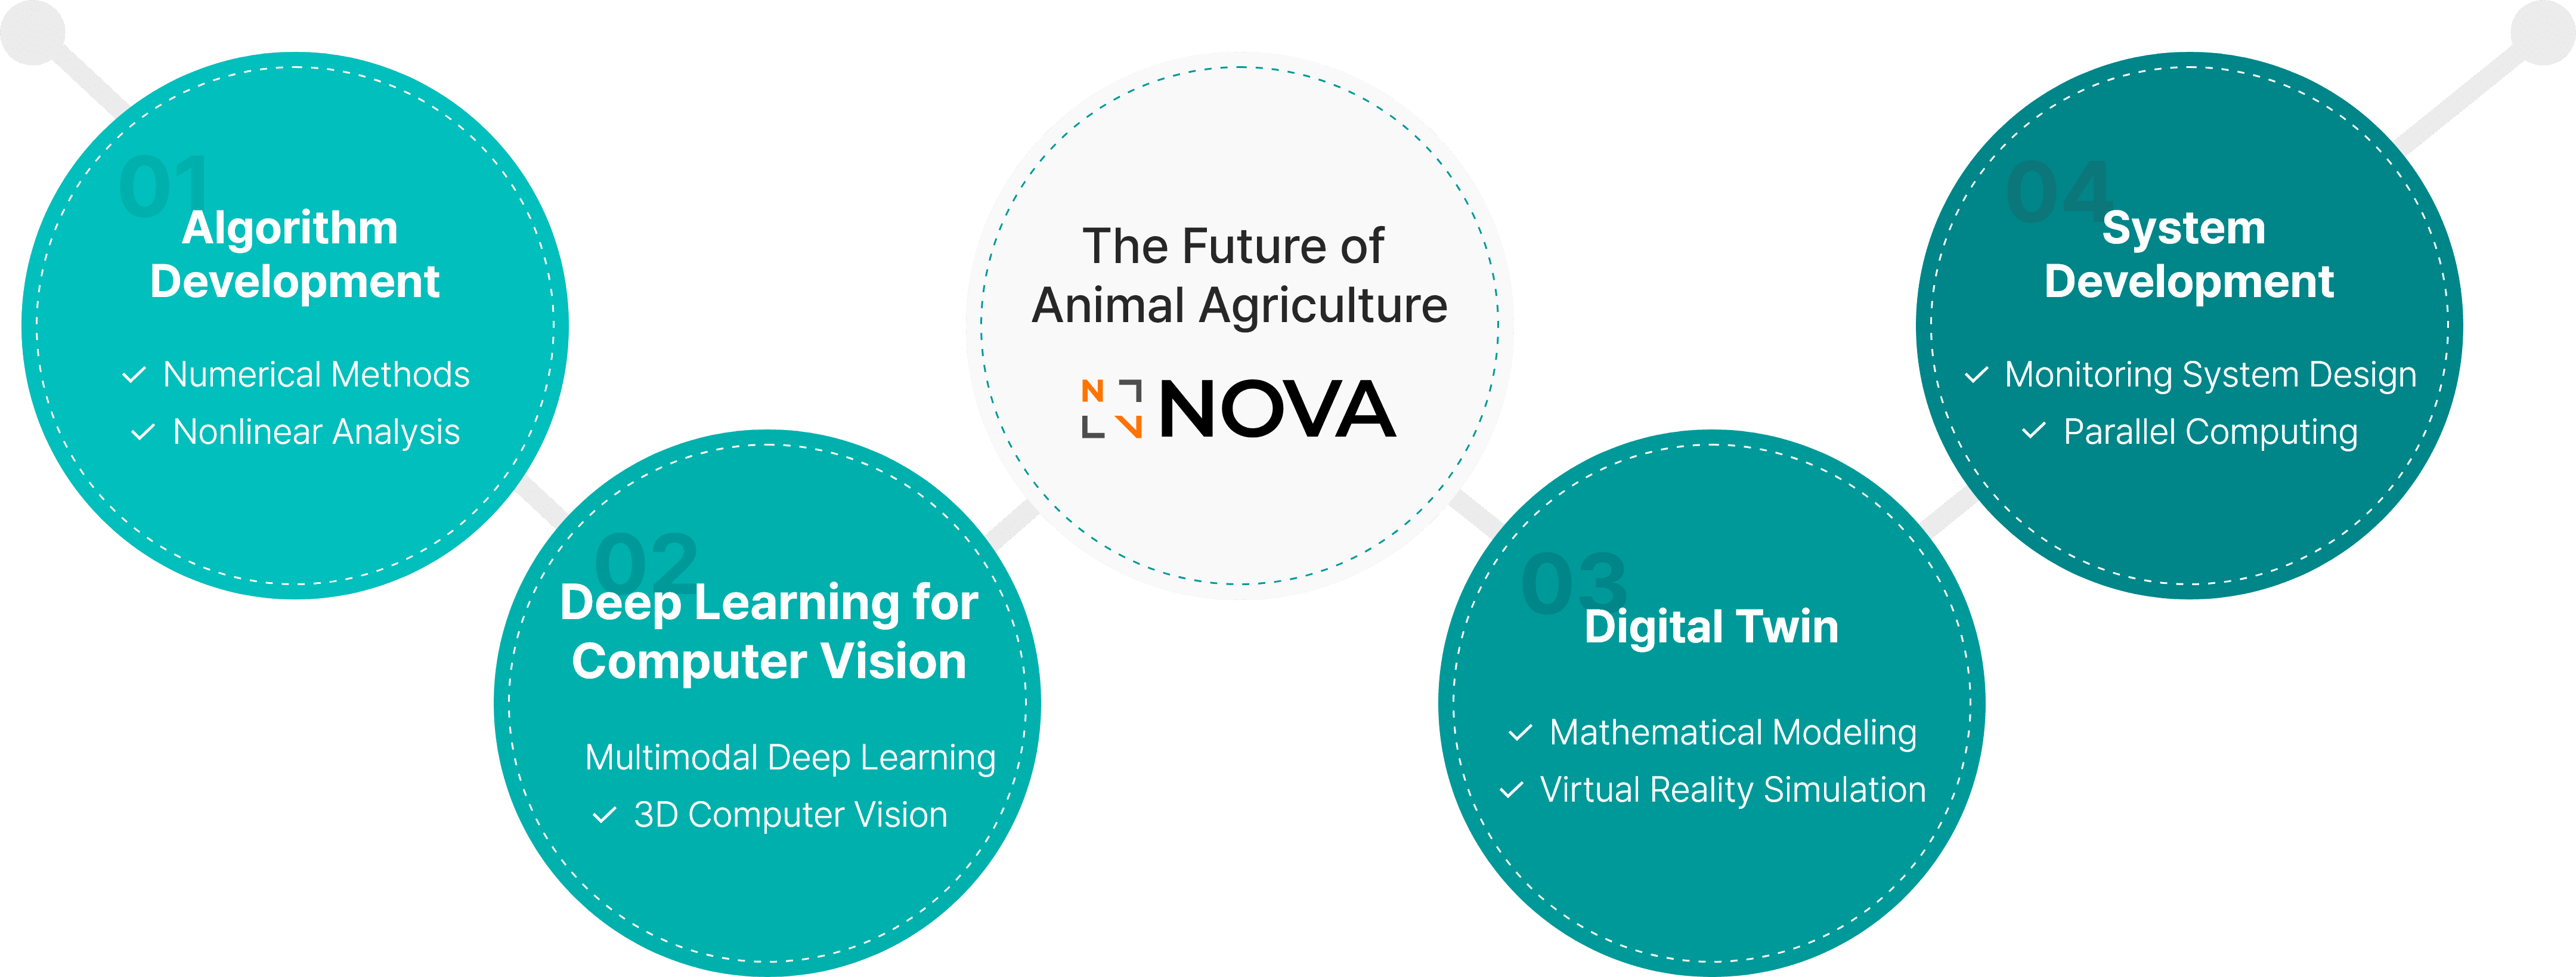 01
Algorithm
Development
✓ Numerical Methods
✓ Nonlinear Analysis
02
Deep Learning for
Computer Vision
Multimodal Deep Learning
✓ 3D Computer Vision
The Future of
Animal Agriculture
N
V NOVA
03
Digital Twin
✓ Mathematical Modeling
✓ Virtual Reality Simulation
04
System
Development
✓ Monitoring System Design
✓ Parallel Computing